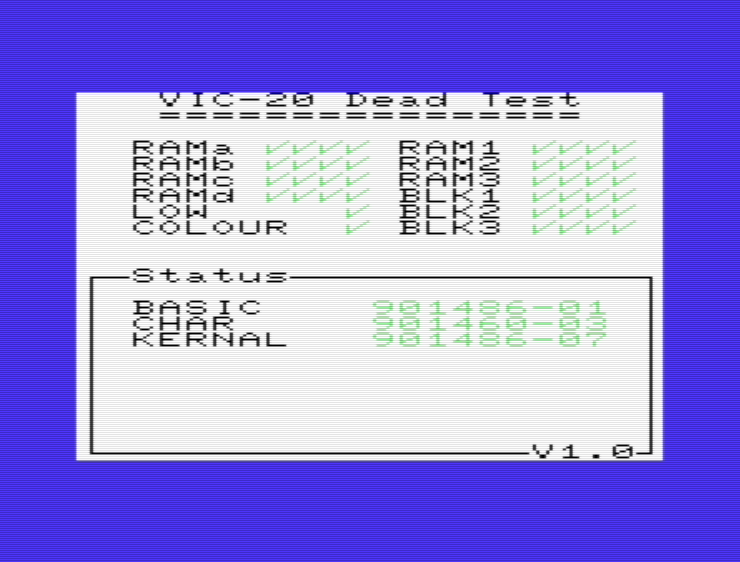 VIC-20 Dead Test
================
RAMa ✓✓✓✓ RAM1 ✓✓✓✓
RAMb ✓✓✓✓ RAM2 ✓✓✓✓
RAMc ✓✓✓✓ RAM3 ✓✓✓✓
RAMd ✓✓✓✓ BLK1 ✓✓✓✓
LOW ✓ BLK2 ✓✓✓✓
COLOUR ✓ BLK3 ✓✓✓✓
Status
BASIC 901486-01
CHAR 901460-03
KERNAL 901486-07
V1.0